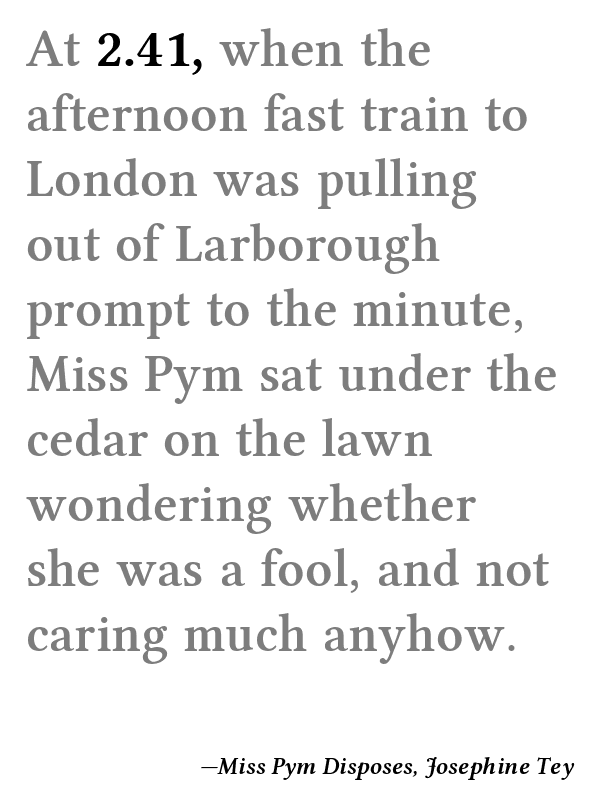 At 2.41, when the
afternoon fast train to
London was pulling
out of Larborough
prompt to the minute,
Miss Pym sat under the
cedar on the lawn
wondering whether
she was a fool, and not
caring much anyhow.
—Miss Pym Disposes, Josephine Tey